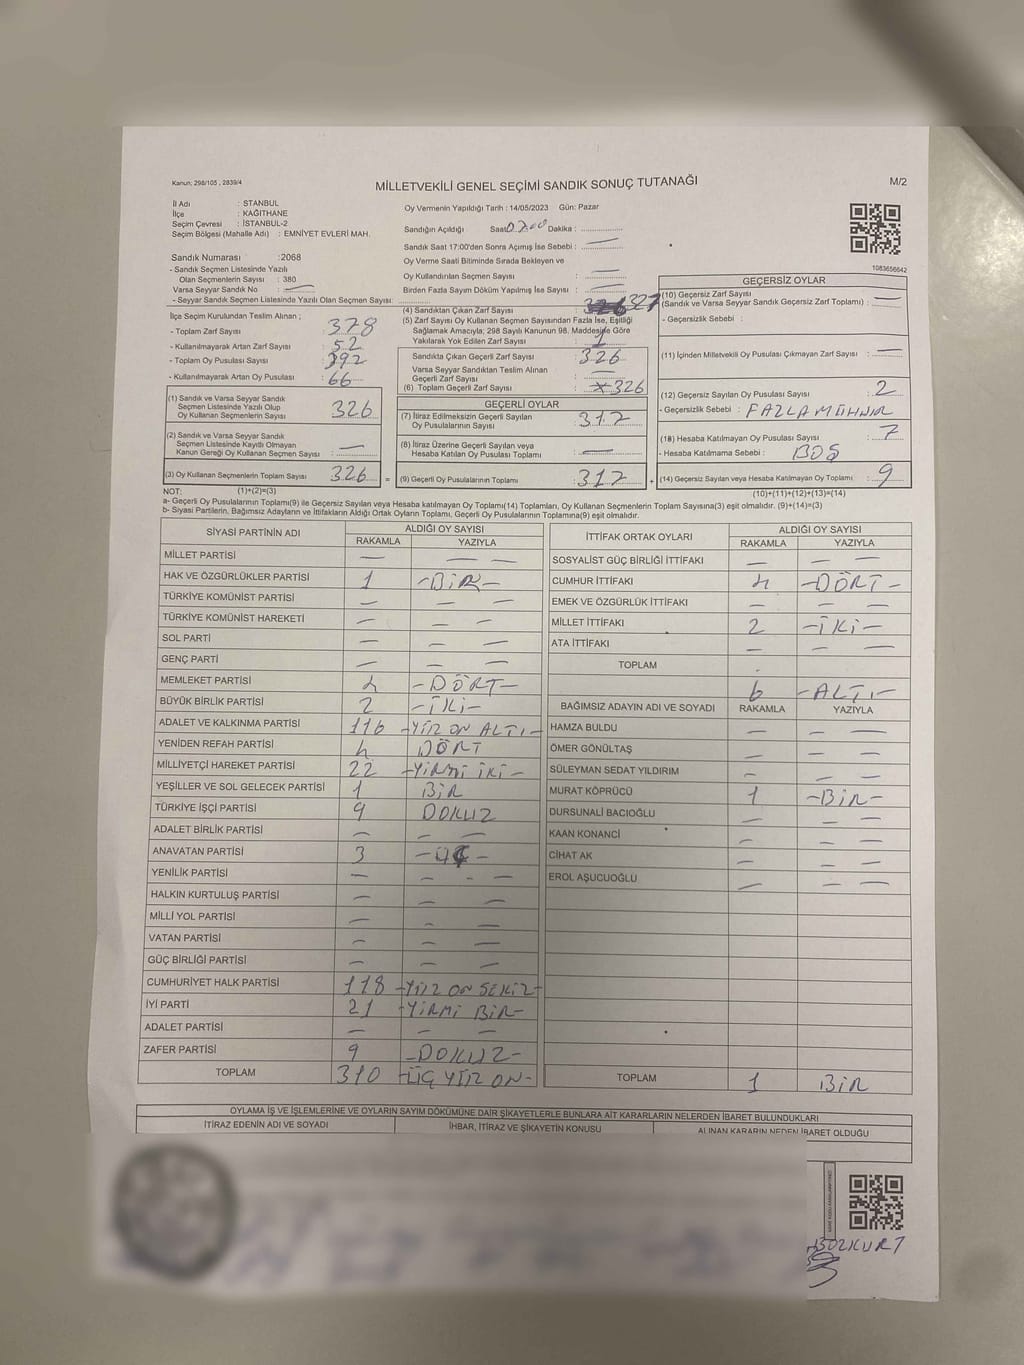 Kanun; 298/105 , 2839/4
MİLLETVEKİLİ GENEL SEÇİMİ SANDIK SONUÇ TUTANAĞI
M/2
İl Adı : STANBUL
İlçe : KAĞITHANE
Seçim Çevresi : İSTANBUL-2
Seçim Bölgesi (Mahalle Adı) : EMNİYET EVLERİ MAH.
Sandık Numarası :2068
- Sandık Seçmen Listesinde Yazılı
Olan Seçmenlerin Sayısı : 380
Varsa Seyyar Sandık No : —
- Seyyar Sandık Seçmen Listesinde Yazılı Olan Seçmen Sayısı:
İlçe Seçim Kurulundan Teslim Alınan ;
- Toplam Zarf Sayısı : 378
- Kullanılmayarak Artan Zarf Sayısı : 52
- Toplam Oy Pusulası Sayısı : 392
- Kullanılmayarak Artan Oy Pusulası : 66
(1) Sandık ve Varsa Seyyar Sandık
Seçmen Listesinde Yazılı Olup
Oy Kullanan Seçmenlerin Sayısı 326
(2) Sandık ve Varsa Seyyar Sandık
Seçmen Listesinde Kayıtlı Olmayan
Kanun Gereği Oy Kullanan Seçmen Sayısı : —
(3) Oy Kullanan Seçmenlerin Toplam Sayısı 326 =
(1)+(2)=(3)
Oy Vermenin Yapıldığı Tarih : 14/05/2023 Gün: Pazar
Sandığın Açıldığı Saat Dakika :
Sandık Saat 17:00'den Sonra Açımış İse Sebebi : —
Oy Verme Saati Bitiminde Sırada Bekleyen ve
Oy Kullandırılan Seçmen Sayısı : —
Birden Fazla Sayım Döküm Yapılmış İse Sayısı : —
(4) Sandıktan Çıkan Zarf Sayısı 327
(5) Zarf Sayısı Oy Kullanan Seçmen Sayısından Fazla İse, Eşitliği
Sağlamak Amacıyla; 298 Sayılı Kanunun 98. Maddesine Göre
Yakılarak Yok Edilen Zarf Sayısı : 1
Sandıkta Çıkan Geçerli Zarf Sayısı : 326
Varsa Seyyar Sandıktan Teslim Alınan
Geçerli Zarf Sayısı : —
(6) Toplam Geçerli Zarf Sayısı : 326
GEÇERLİ OYLAR
(7) İtiraz Edilmeksizin Geçerli Sayılan
Oy Pusulalarının Sayısı : 317
(8) İtiraz Üzerine Geçerli Sayılan veya
Hesaba Katılan Oy Pusulası Toplamı : —
(9) Geçerli Oy Pusulalarının Toplamı : 317 +
1083656642
GEÇERSİZ OYLAR
(10) Geçersiz Zarf Sayısı
(Sandık ve Varsa Seyyar Sandık Geçersiz Zarf Toplamı) : —
- Geçersizlik Sebebi :
(11) İçinden Milletvekili Oy Pusulası Çıkmayan Zarf Sayısı : —
(12) Geçersiz Sayılan Oy Pusulası Sayısı : 2
- Geçersizlik Sebebi : FAZLA MÜHÜR
(18) Hesaba Katılmayan Oy Pusulası Sayısı : 7
- Hesaba Katılmama Sebebi : BOŞ
(14) Geçersiz Sayılan veya Hesaba Katılmayan Oy Toplamı : 9
(10)+(11)+(12)+(13)=(14)
NOT:
a- Geçerli Oy Pusulalarının Toplamı(9) ile Geçersiz Sayılan veya Hesaba katılmayan Oy Toplamı(14) Toplamları, Oy Kullanan Seçmenlerin Toplam Sayısına(3) eşit olmalıdır. (9)+(14)=(3)
b- Siyasi Partilerin, Bağımsız Adayların ve İttifakların Aldığı Ortak Oyların Toplamı, Geçerli Oy Pusulalarının Toplamına(9) eşit olmalıdır.
SİYASİ PARTİNİN ADI ALDIĞI OY SAYISI
RAKAMLA YAZIYLA
MİLLET PARTİSİ — —
HAK VE ÖZGÜRLÜKLER PARTİSİ 1 -BİR-
TÜRKİYE KOMÜNİST PARTİSİ — — —
TÜRKİYE KOMÜNİST HAREKETİ — — —
SOL PARTİ — — —
GENÇ PARTİ — — —
MEMLEKET PARTİSİ 4 -DÖRT-
BÜYÜK BİRLİK PARTİSİ 2 -İKİ-
ADALET VE KALKINMA PARTİSİ 116 -YÜZ ON ALTI-
YENİDEN REFAH PARTİSİ 4 DÖRT
MİLLİYETÇİ HAREKET PARTİSİ 22 -YİRMİ İKİ-
YEŞİLLER VE SOL GELECEK PARTİSİ 1 BİR
TÜRKİYE İŞÇİ PARTİSİ 9 DOKUZ
ADALET BİRLİK PARTİSİ — — —
ANAVATAN PARTİSİ 3 -ÜÇ-
YENİLİK PARTİSİ — — —
HALKIN KURTULUŞ PARTİSİ — — —
MİLLİ YOL PARTİSİ — — —
VATAN PARTİSİ — — —
GÜÇ BİRLİĞİ PARTİSİ — — —
CUMHURİYET HALK PARTİSİ 118 -YÜZ ON SEKİZ-
İYİ PARTİ 21 -YİRMİ BİR-
ADALET PARTİSİ — — —
ZAFER PARTİSİ 9 -DOKUZ-
TOPLAM 310 -ÜÇ YÜZ ON-
İTTİFAK ORTAK OYLARI ALDIĞI OY SAYISI
RAKAMLA YAZIYLA
SOSYALİST GÜÇ BİRLİĞİ İTTİFAKI — — —
CUMHUR İTTİFAKI 4 -DÖRT-
EMEK VE ÖZGÜRLÜK İTTİFAKI — — —
MİLLET İTTİFAKI 2 -İKİ-
ATA İTTİFAKI — — —
TOPLAM
6 -ALTI-
BAĞIMSIZ ADAYIN ADI VE SOYADI RAKAMLA YAZIYLA
HAMZA BULDU — — —
ÖMER GÖNÜLTAŞ — — —
SÜLEYMAN SEDAT YILDIRIM — — —
MURAT KÖPRÜCÜ 1 -BİR-
DURSUNALİ BACIOĞLU — — —
KAAN KONANCİ — — —
CİHAT AK — — —
EROL AŞUCUOĞLU — — —
TOPLAM 1 BİR
OYLAMA İŞ VE İŞLEMLERİNE VE OYLARIN SAYIM DÖKÜMÜNE DAİR ŞİKAYETLERLE BUNLARA AİT KARARLARIN NELERDEN İBARET BULUNDUKLARI
İTİRAZ EDENİN ADI VE SOYADI İHBAR, İTİRAZ VE ŞİKAYETİN KONUSU ALINAN KARARIN NEDEN İBARET OLDUĞU
BOZKURT